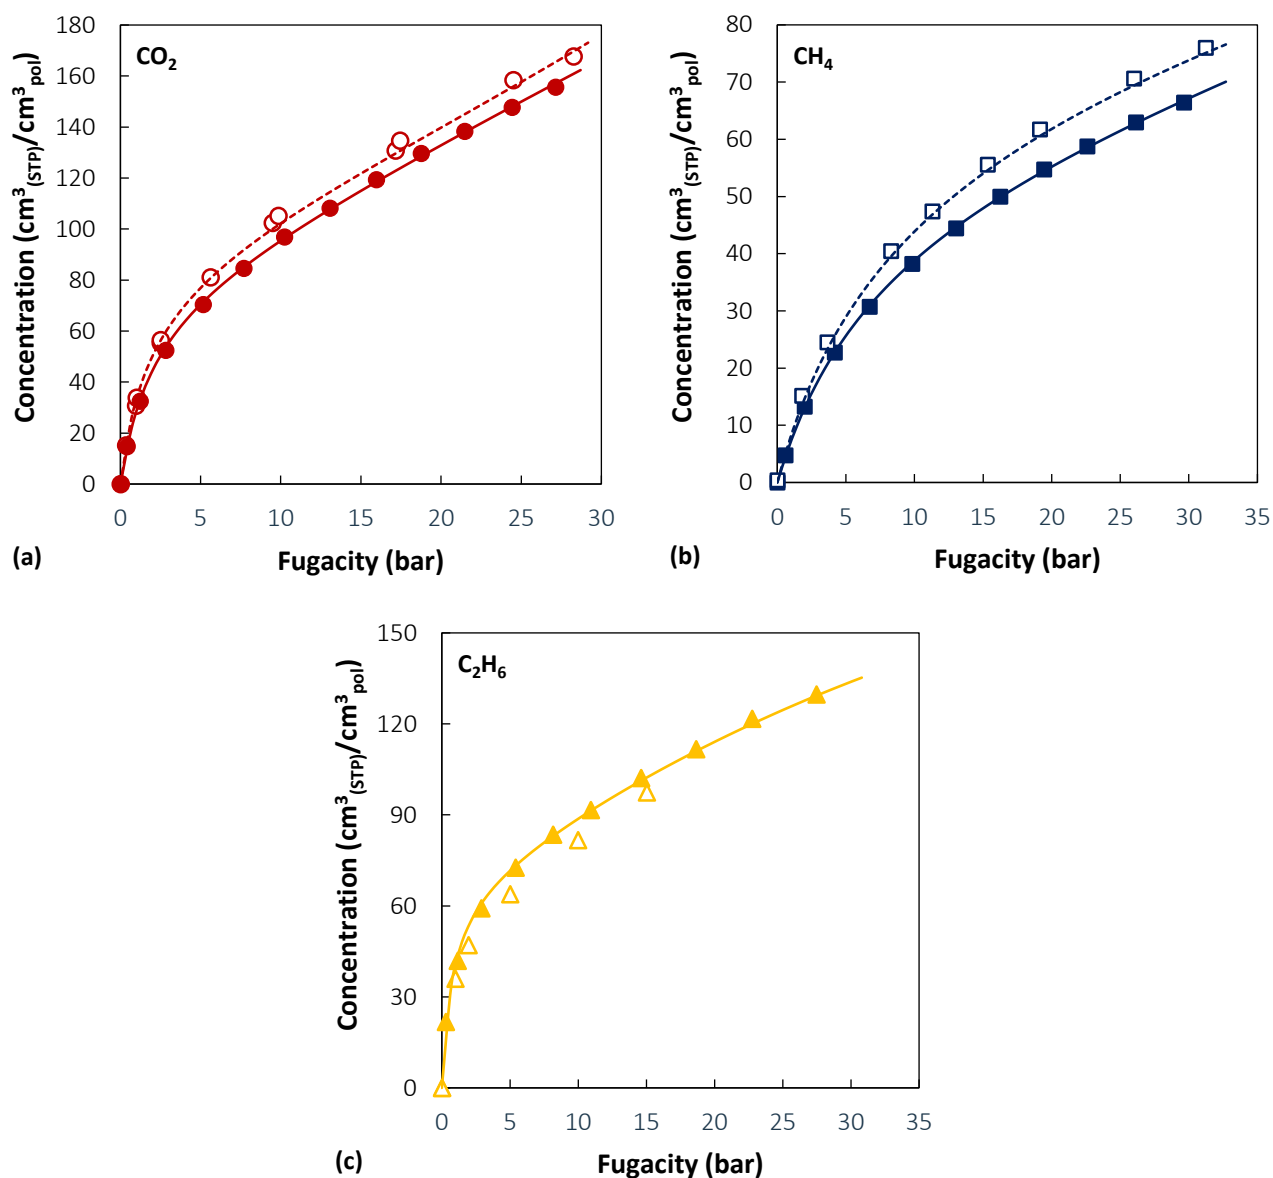 CO₂
Concentration (cm³(STP)/cm³pol)
180
160
140
120
100
80
60
40
20
0
0 5 10 15 20 25 30
Fugacity (bar)
(a)
CH₄
Concentration (cm³(STP)/cm³pol)
80
70
60
50
40
30
20
10
0
0 5 10 15 20 25 30 35
Fugacity (bar)
(b)
C₂H₆
Concentration (cm³(STP)/cm³pol)
150
120
90
60
30
0
0 5 10 15 20 25 30 35
Fugacity (bar)
(c)